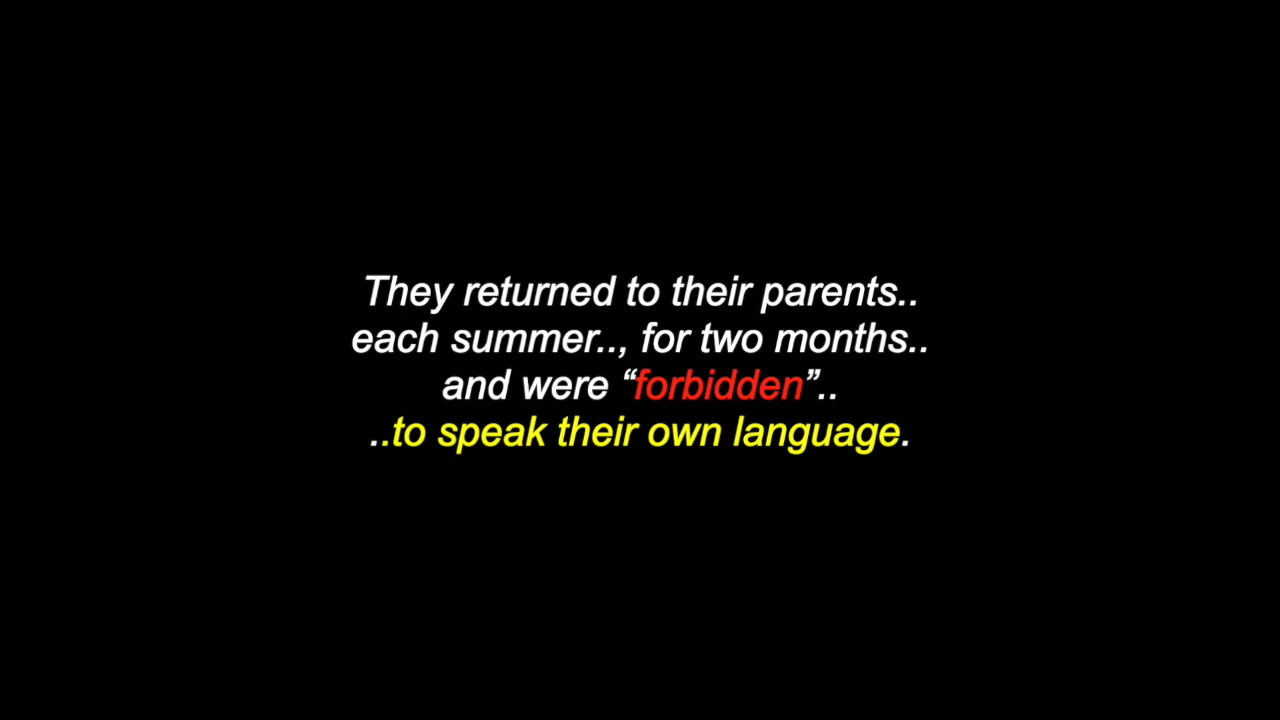 They returned to their parents..
each summer.., for two months..
and were “forbidden”..
..to speak their own language.